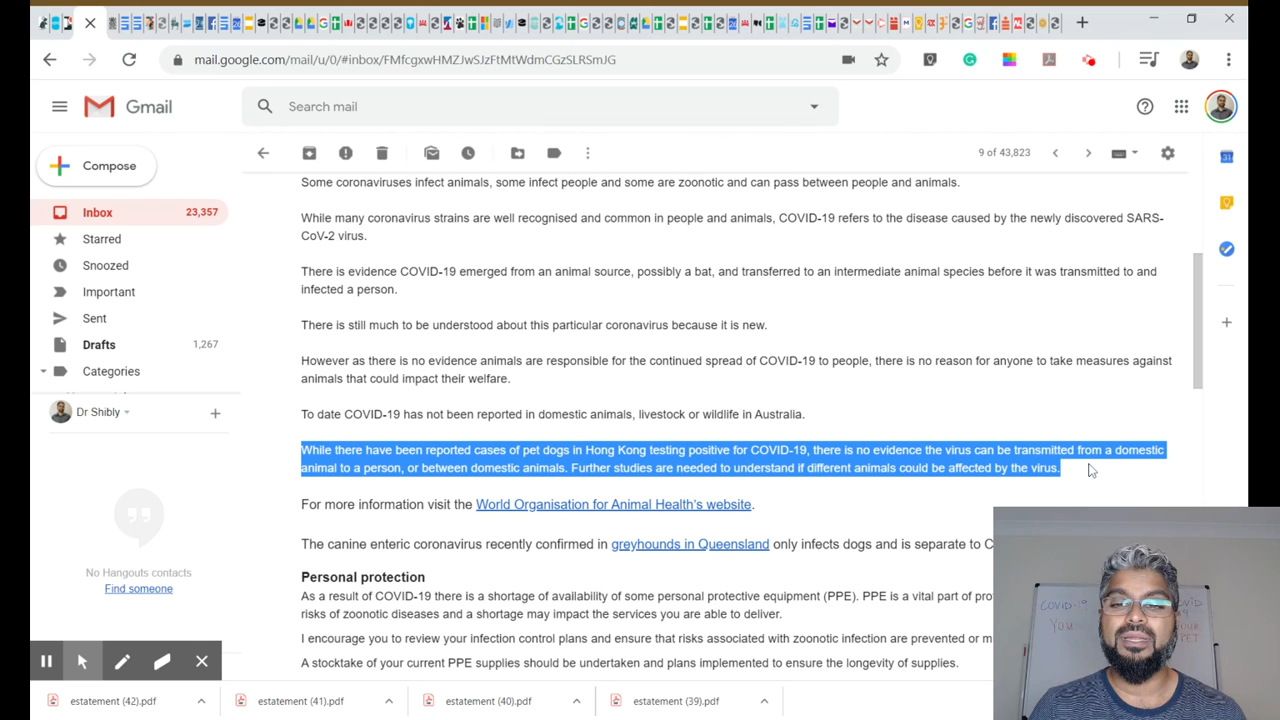 mail.google.com/mail/u/0/#inbox/FMfcgxwHMZJwSJzFtMtWdmCGzSLRSmJG
Gmail
Search mail
Compose
9 of 43,823
Inbox 23,357
Starred
Snoozed
Important
Sent
Drafts 1,267
Categories
Dr Shibly
No Hangouts contacts
Find someone
Some coronaviruses infect animals, some infect people and some are zoonotic and can pass between people and animals.
While many coronavirus strains are well recognised and common in people and animals, COVID-19 refers to the disease caused by the newly discovered SARS-
CoV-2 virus.
There is evidence COVID-19 emerged from an animal source, possibly a bat, and transferred to an intermediate animal species before it was transmitted to and
infected a person.
There is still much to be understood about this particular coronavirus because it is new.
However as there is no evidence animals are responsible for the continued spread of COVID-19 to people, there is no reason for anyone to take measures against
animals that could impact their welfare.
To date COVID-19 has not been reported in domestic animals, livestock or wildlife in Australia.
While there have been reported cases of pet dogs in Hong Kong testing positive for COVID-19, there is no evidence the virus can be transmitted from a domestic
animal to a person, or between domestic animals. Further studies are needed to understand if different animals could be affected by the virus.
For more information visit the World Organisation for Animal Health's website.
The canine enteric coronavirus recently confirmed in greyhounds in Queensland only infects dogs and is separate to C
Personal protection
As a result of COVID-19 there is a shortage of availability of some personal protective equipment (PPE). PPE is a vital part of pro
risks of zoonotic diseases and a shortage may impact the services you are able to deliver.
I encourage you to review your infection control plans and ensure that risks associated with zoonotic infection are prevented or m
A stocktake of your current PPE supplies should be undertaken and plans implemented to ensure the longevity of supplies.
31
COVID-19
You
YOUR
PET
estatement (42).pdf
estatement (41).pdf
estatement (40).pdf
estatement (39).pdf